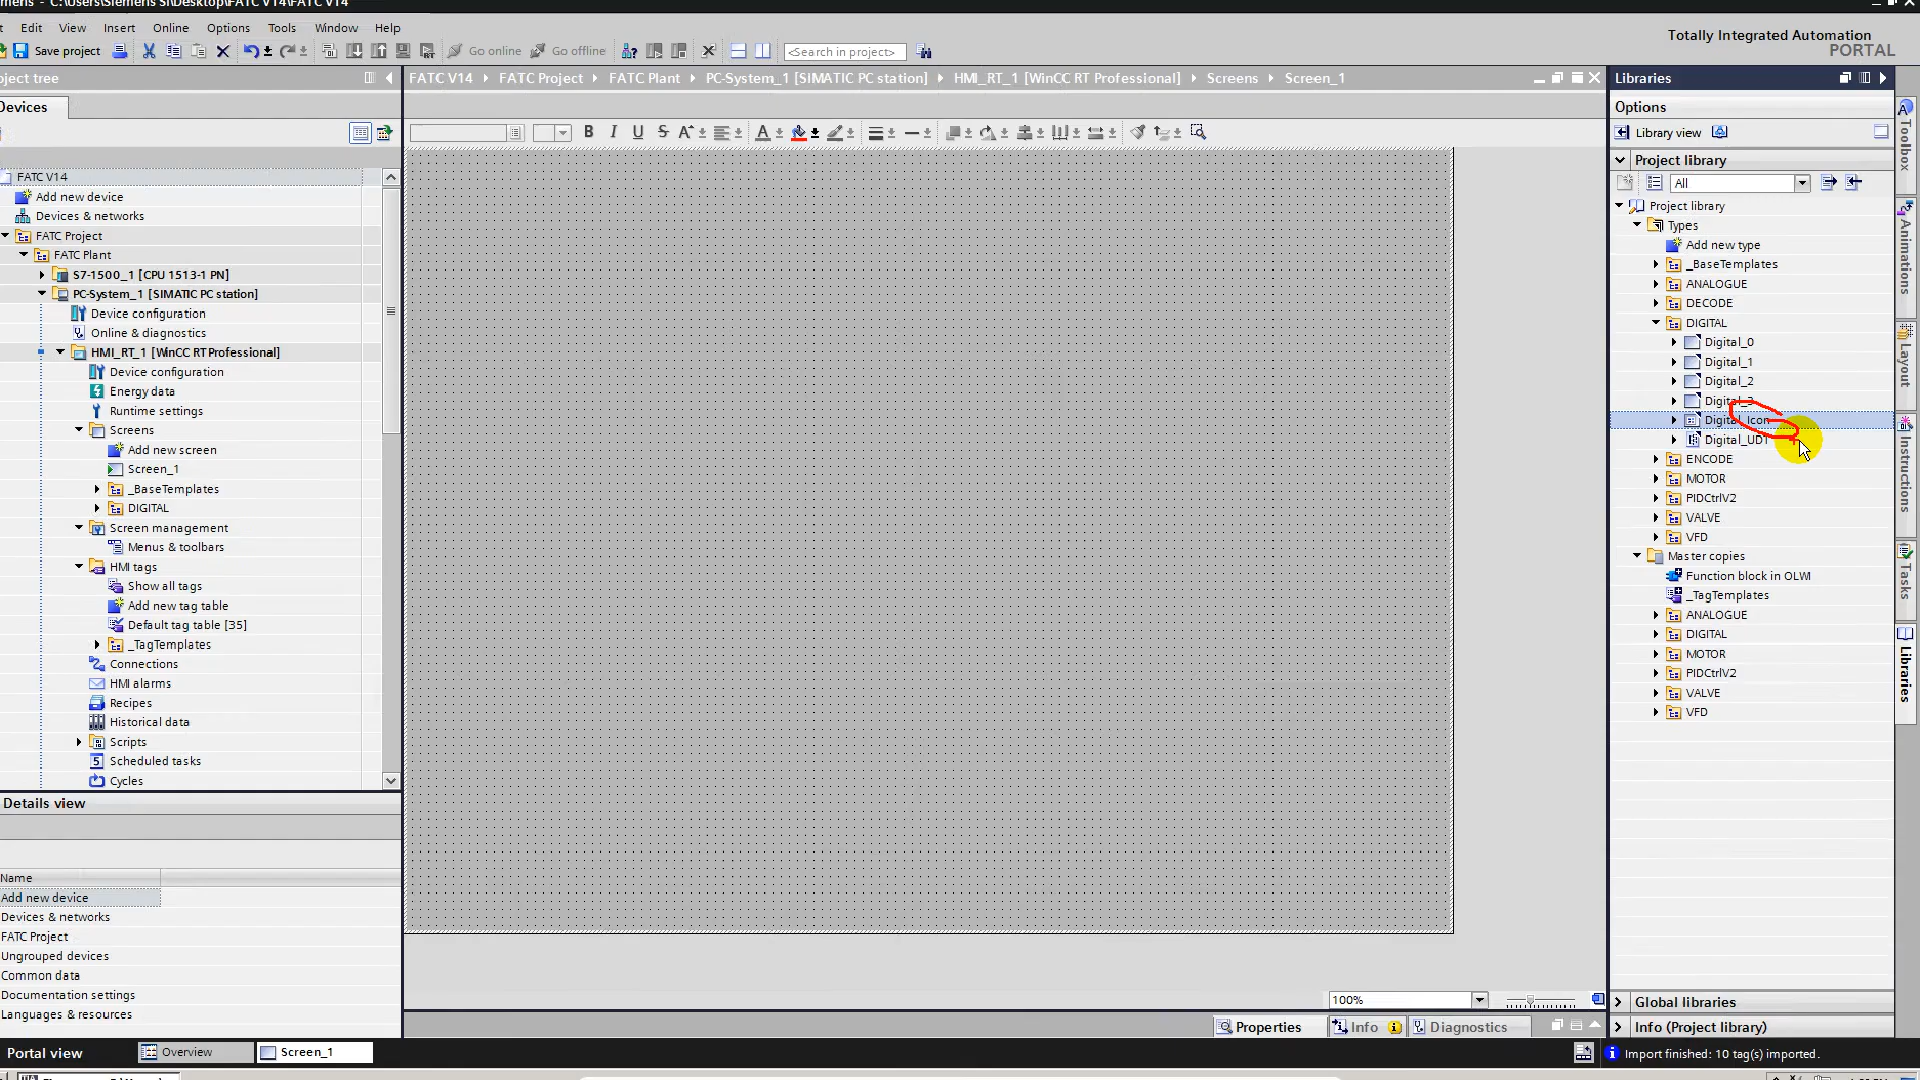 Edit View Insert Online Options Tools Window Help
Save project Go online Go offline <Search in project>
Totally Integrated Automation
PORTAL
FATC V14 FATC Project FATC Plant PC-System_1 [SIMATIC PC station] HMI_RT_1 [WinCC RT Professional] Screens Screen_1
Devices
B I U S
FATC V14
Add new device
Devices & networks
FATC Project
FATC Plant
S7-1500_1 [CPU 1513-1 PN]
PC-System_1 [SIMATIC PC station]
Device configuration
Online & diagnostics
HMI_RT_1 [WinCC RT Professional]
Device configuration
Energy data
Runtime settings
Screens
Add new screen
Screen_1
_BaseTemplates
DIGITAL
Screen management
Menus & toolbars
HMI tags
Show all tags
Add new tag table
Default tag table [35]
_TagTemplates
Connections
HMI alarms
Recipes
Historical data
Scripts
Scheduled tasks
Cycles
Details view
Name
Add new device
Devices & networks
FATC Project
Ungrouped devices
Common data
Documentation settings
Languages & resources
100%
Properties Info Diagnostics
Libraries
Options
Library view
Project library
All
Project library
Types
Add new type
_BaseTemplates
ANALOGUE
DECODE
DIGITAL
Digital_0
Digital_1
Digital_2
Digital_3
Digital_Icon
Digital_UDT
ENCODE
MOTOR
PIDCtrlV2
VALVE
VFD
Master copies
Function block in OLWI
_TagTemplates
ANALOGUE
DIGITAL
MOTOR
PIDCtrlV2
VALVE
VFD
Global libraries
Info (Project library)
Toolbox
Animations
Layout
Instructions
Tasks
Libraries
Portal view Overview Screen_1 Import finished: 10 tag(s) imported.